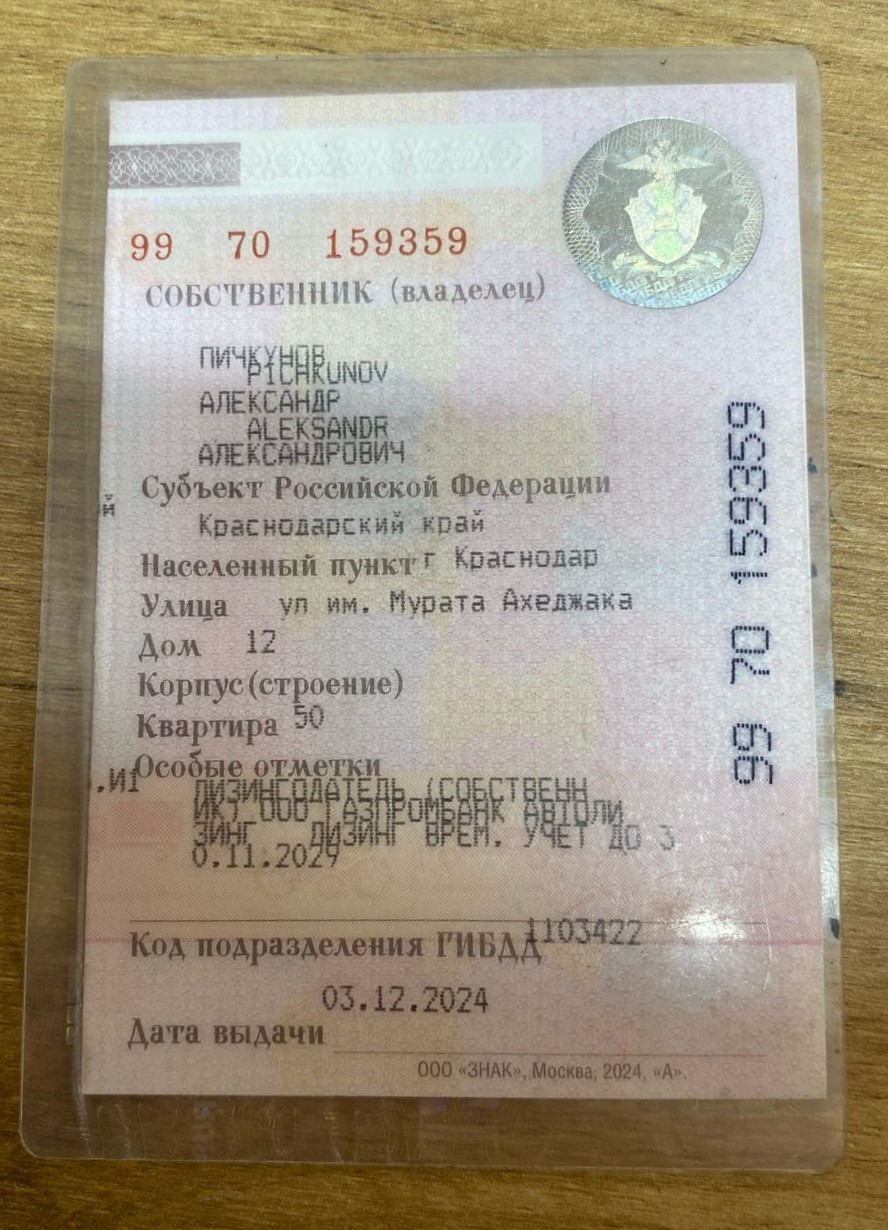 99 70 159359
СОБСТВЕННИК (владелец)
ПИЧКУНОВ
PICHKUNOV
АЛЕКСАНДР
ALEKSANDR
АЛЕКСАНДРОВИЧ
Субъект Российской Федерации
Краснодарский край
Населенный пункт г Краснодар
Улица ул им. Мурата Ахеджака
Дом 12
Корпус (строение)
Квартира 50
Особые отметки
ЛИЗИНГОДАТЕЛЬ (СОБСТВЕНН
ИК) ООО ГАЗПРОМБАНК АВТОЛИ
ЗИНГ ЛИЗИНГ ВРЕМ. УЧЕТ ДО 3
0.11.2029
Код подразделения ГИБДД 1103422
03.12.2024
Дата выдачи
ООО «ЗНАК», Москва, 2024, «А».
99 70 159359